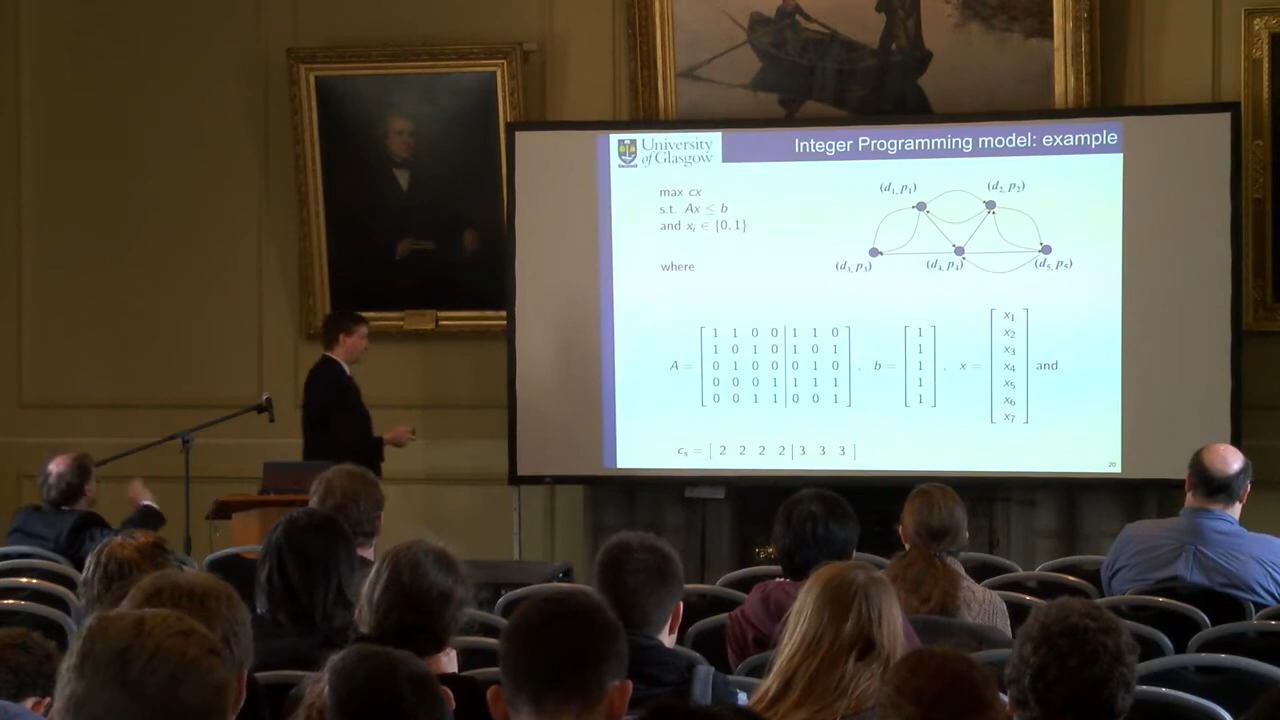 University
of Glasgow
Integer Programming model: example
max cx
s.t. Ax ≤ b
and xᵢ ∈ {0, 1}
where
(d₁, p₁) (d₂, p₂)
(d₃, p₃) (d₄, p₄) (d₅, p₅)
A = [ 1 1 0 0 | 1 1 0
1 0 1 0 | 1 0 1
0 1 0 0 | 0 1 0
0 0 0 1 | 1 1 1
0 0 1 1 | 0 0 1 ] , b = [ 1
1
1
1
1 ] , x = [ x₁
x₂
x₃
x₄
x₅
x₆
x₇ ] and
cₛ = [ 2 2 2 2 | 3 3 3 ]
20